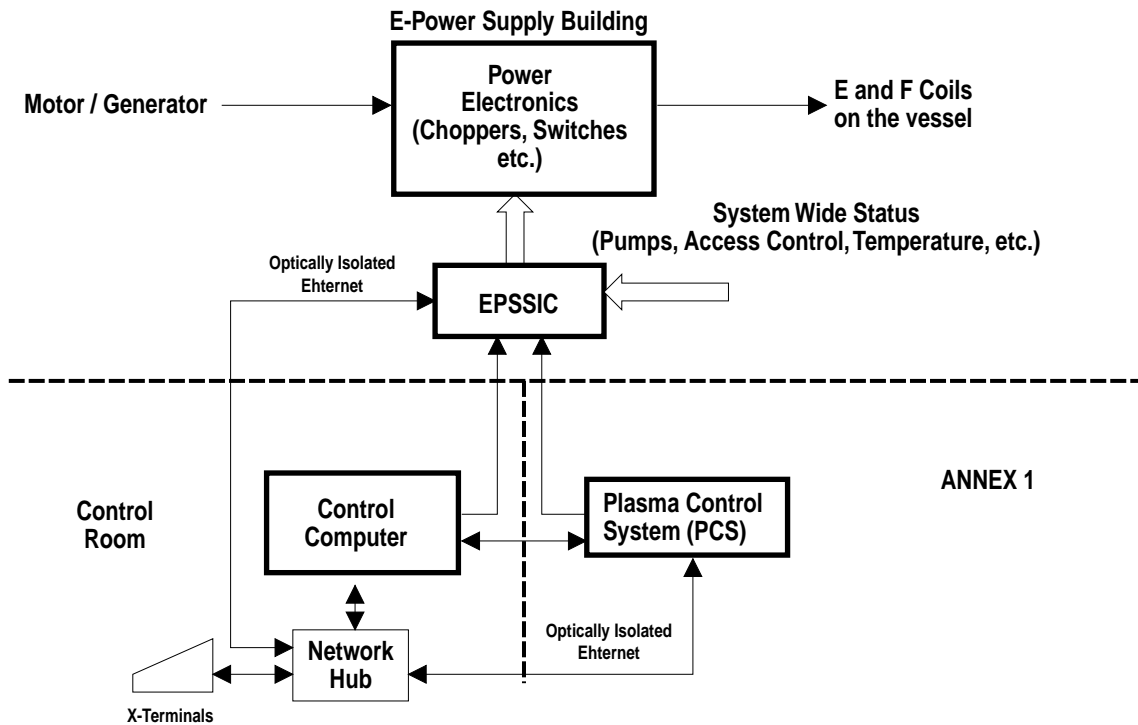 E-Power Supply Building
Motor / Generator
Power
Electronics
(Choppers, Switches
etc.)
E and F Coils
on the vessel
System Wide Status
(Pumps, Access Control, Temperature, etc.)
Optically Isolated
Ehternet
EPSSIC
Control
Room
Control
Computer
Plasma Control
System (PCS)
ANNEX 1
Network
Hub
Optically Isolated
Ehternet
X-Terminals